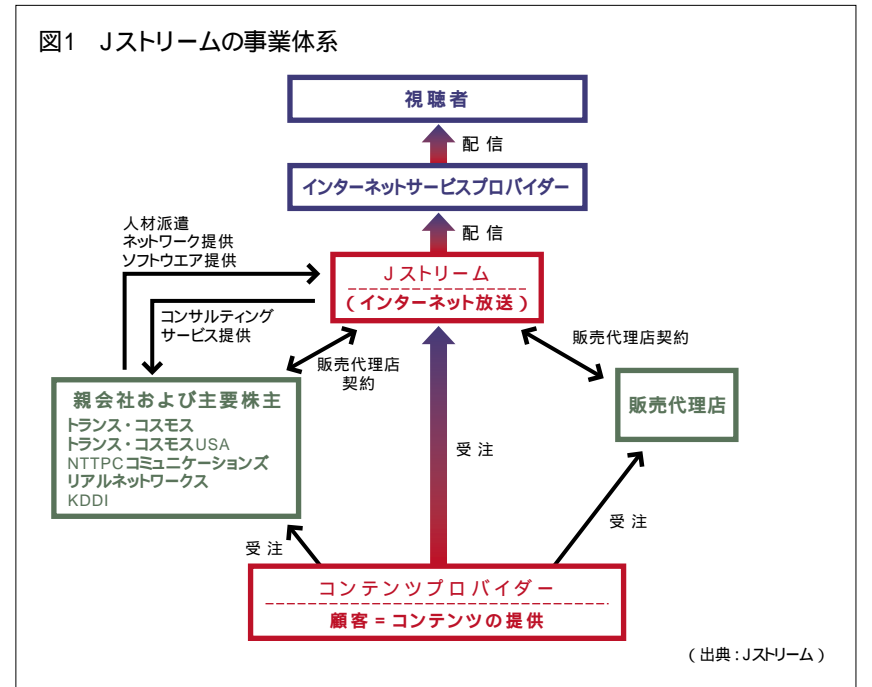 図1 Jストリームの事業体系
視聴者
配信
インターネットサービスプロバイダー
配信
人材派遣
ネットワーク提供
ソフトウエア提供
Jストリーム
(インターネット放送)
コンサルティング
サービス提供
販売代理店
契約
販売代理店契約
親会社および主要株主
トランス・コスモス
トランス・コスモスUSA
NTTPCコミュニケーションズ
リアルネットワークス
KDDI
販売代理店
受注
受注
受注
コンテンツプロバイダー
顧客=コンテンツの提供
(出典:Jストリーム)